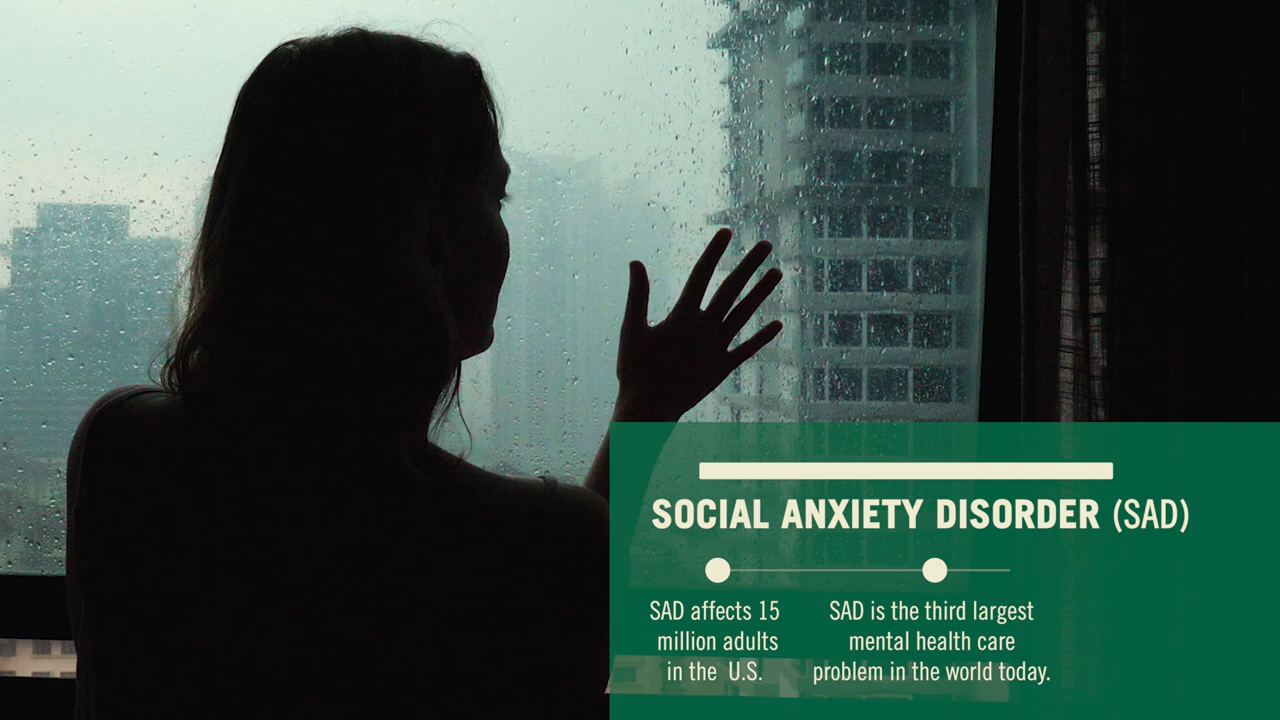 SOCIAL ANXIETY DISORDER (SAD)
SAD affects 15
million adults
in the U.S.
SAD is the third largest
mental health care
problem in the world today.